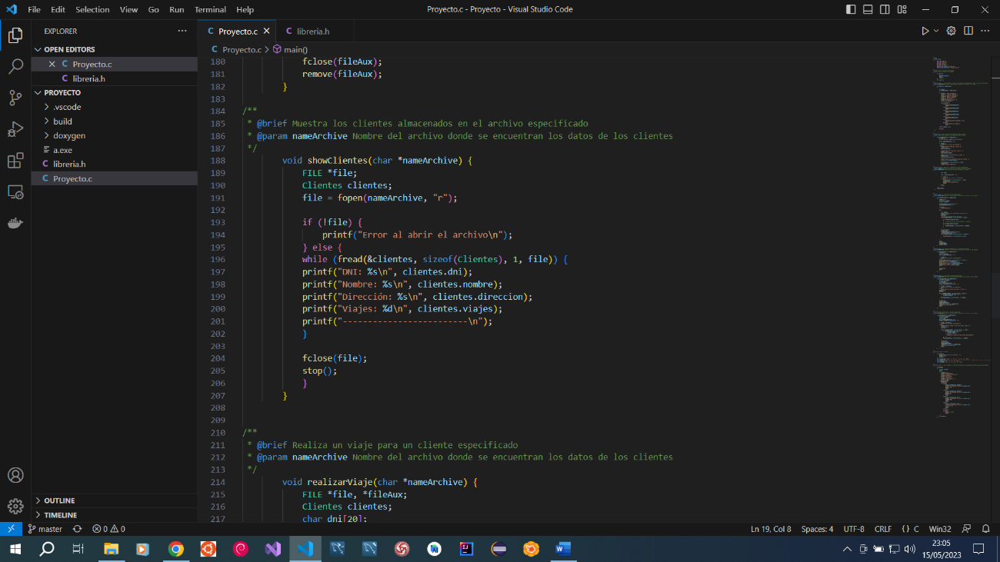 File Edit Selection View Go Run Terminal Help
Proyecto.c - Proyecto - Visual Studio Code
EXPLORER
OPEN EDITORS
Proyecto.c
libreria.h
PROYECTO
.vscode
build
doxygen
a.exe
libreria.h
Proyecto.c
OUTLINE
TIMELINE
Proyecto.c libreria.h
Proyecto.c > main()
180 fclose(fileAux);
181 remove(fileAux);
182 }
183
184 /**
185 * @brief Muestra los clientes almacenados en el archivo especificado
186 * @param nameArchive Nombre del archivo donde se encuentran los datos de los clientes
187 */
188 void showClientes(char *nameArchive) {
189 FILE *file;
190 Clientes clientes;
191 file = fopen(nameArchive, "r");
192
193 if (!file) {
194 printf("Error al abrir el archivo\n");
195 } else {
196 while (fread(&clientes, sizeof(Clientes), 1, file)) {
197 printf("DNI: %s\n", clientes.dni);
198 printf("Nombre: %s\n", clientes.nombre);
199 printf("Dirección: %s\n", clientes.direccion);
200 printf("Viajes: %d\n", clientes.viajes);
201 printf("-------------------------\n");
202 }
203
204 fclose(file);
205 stop();
206 }
207 }
208
209
210 /**
211 * @brief Realiza un viaje para un cliente especificado
212 * @param nameArchive Nombre del archivo donde se encuentran los datos de los clientes
213 */
214 void realizarViaje(char *nameArchive) {
215 FILE *file, *fileAux;
216 Clientes clientes;
217 char dni[20];
master 0 0 Ln 19, Col 8 Spaces: 4 UTF-8 CRLF {} C Win32
23:05
15/05/2023